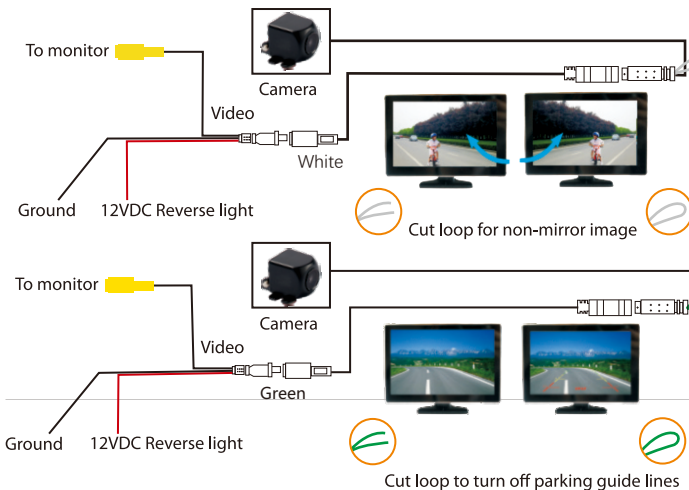 To monitor
Camera
Video
White
Ground
12VDC Reverse light
Cut loop for non-mirror image
To monitor
Camera
Video
Green
Ground
12VDC Reverse light
Cut loop to turn off parking guide lines